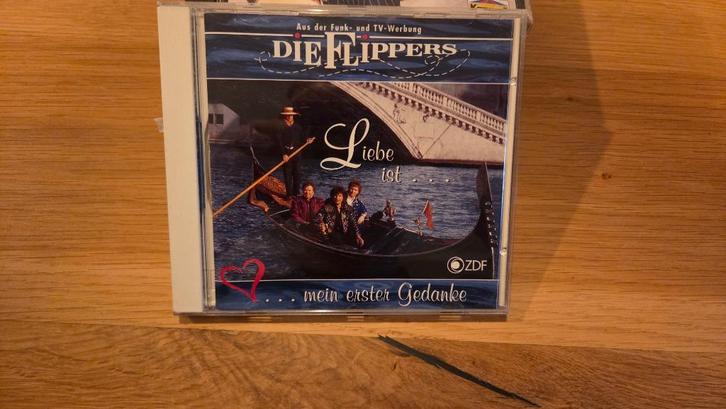 Aus der Funk- und TV-Werbung
DIE FLIPPERS
Liebe
ist . . .
ZDF
. . . mein erster Gedanke